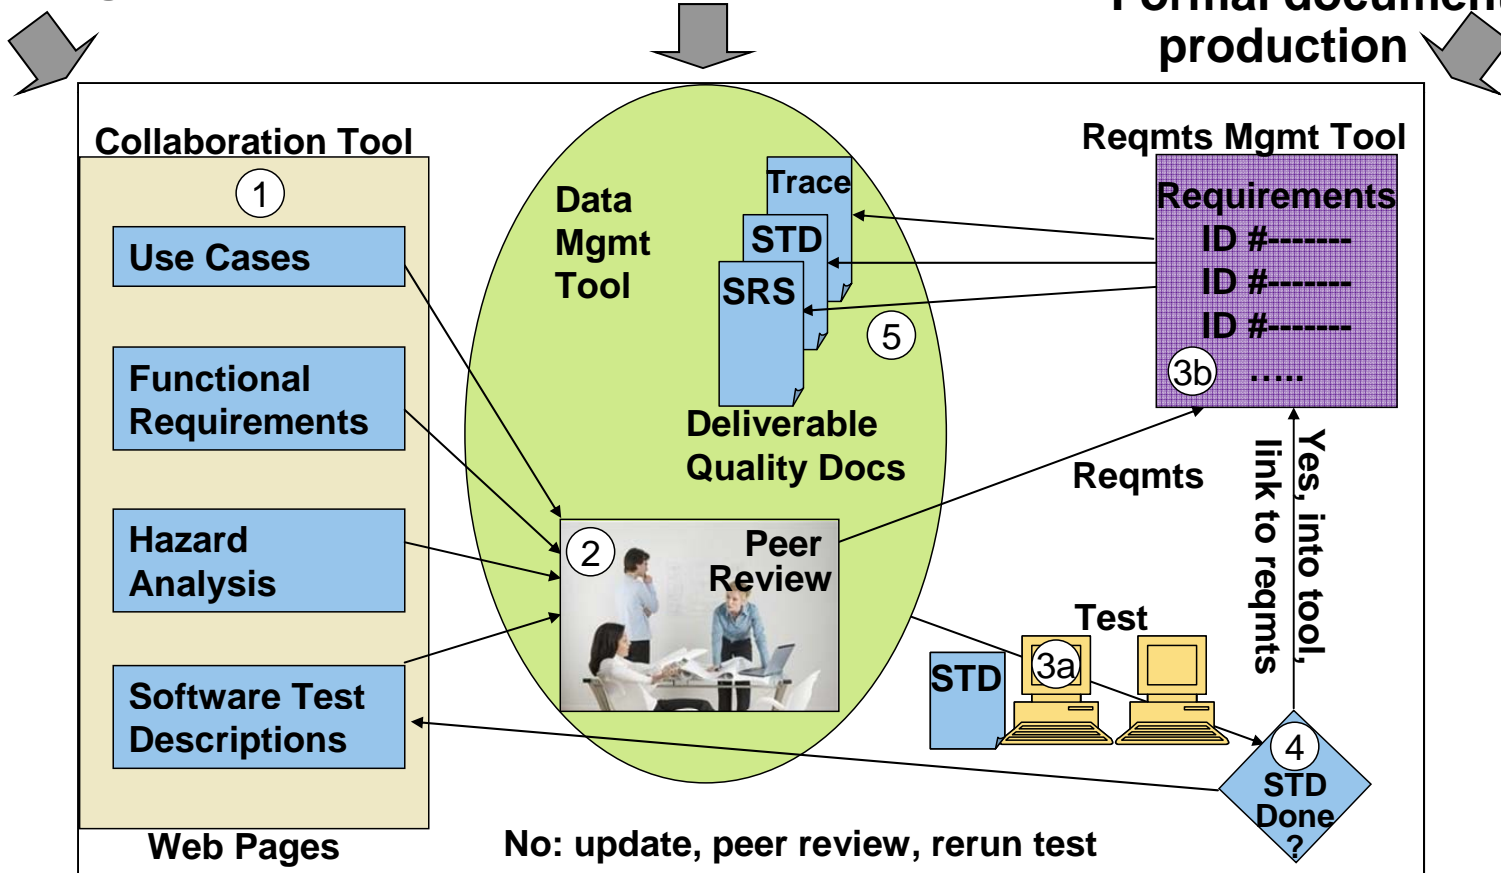 Formal document
production
Collaboration Tool
1
Use Cases
Functional
Requirements
Hazard
Analysis
Software Test
Descriptions
Web Pages
Data
Mgmt
Tool
Trace
STD
SRS
5
Deliverable
Quality Docs
2
Peer
Review
Reqmts Mgmt Tool
Requirements
ID #-------
ID #-------
ID #-------
3b
.....
Reqmts
Yes, into tool,
link to reqmts
Test
STD
3a
4
STD
Done
?
No: update, peer review, rerun test